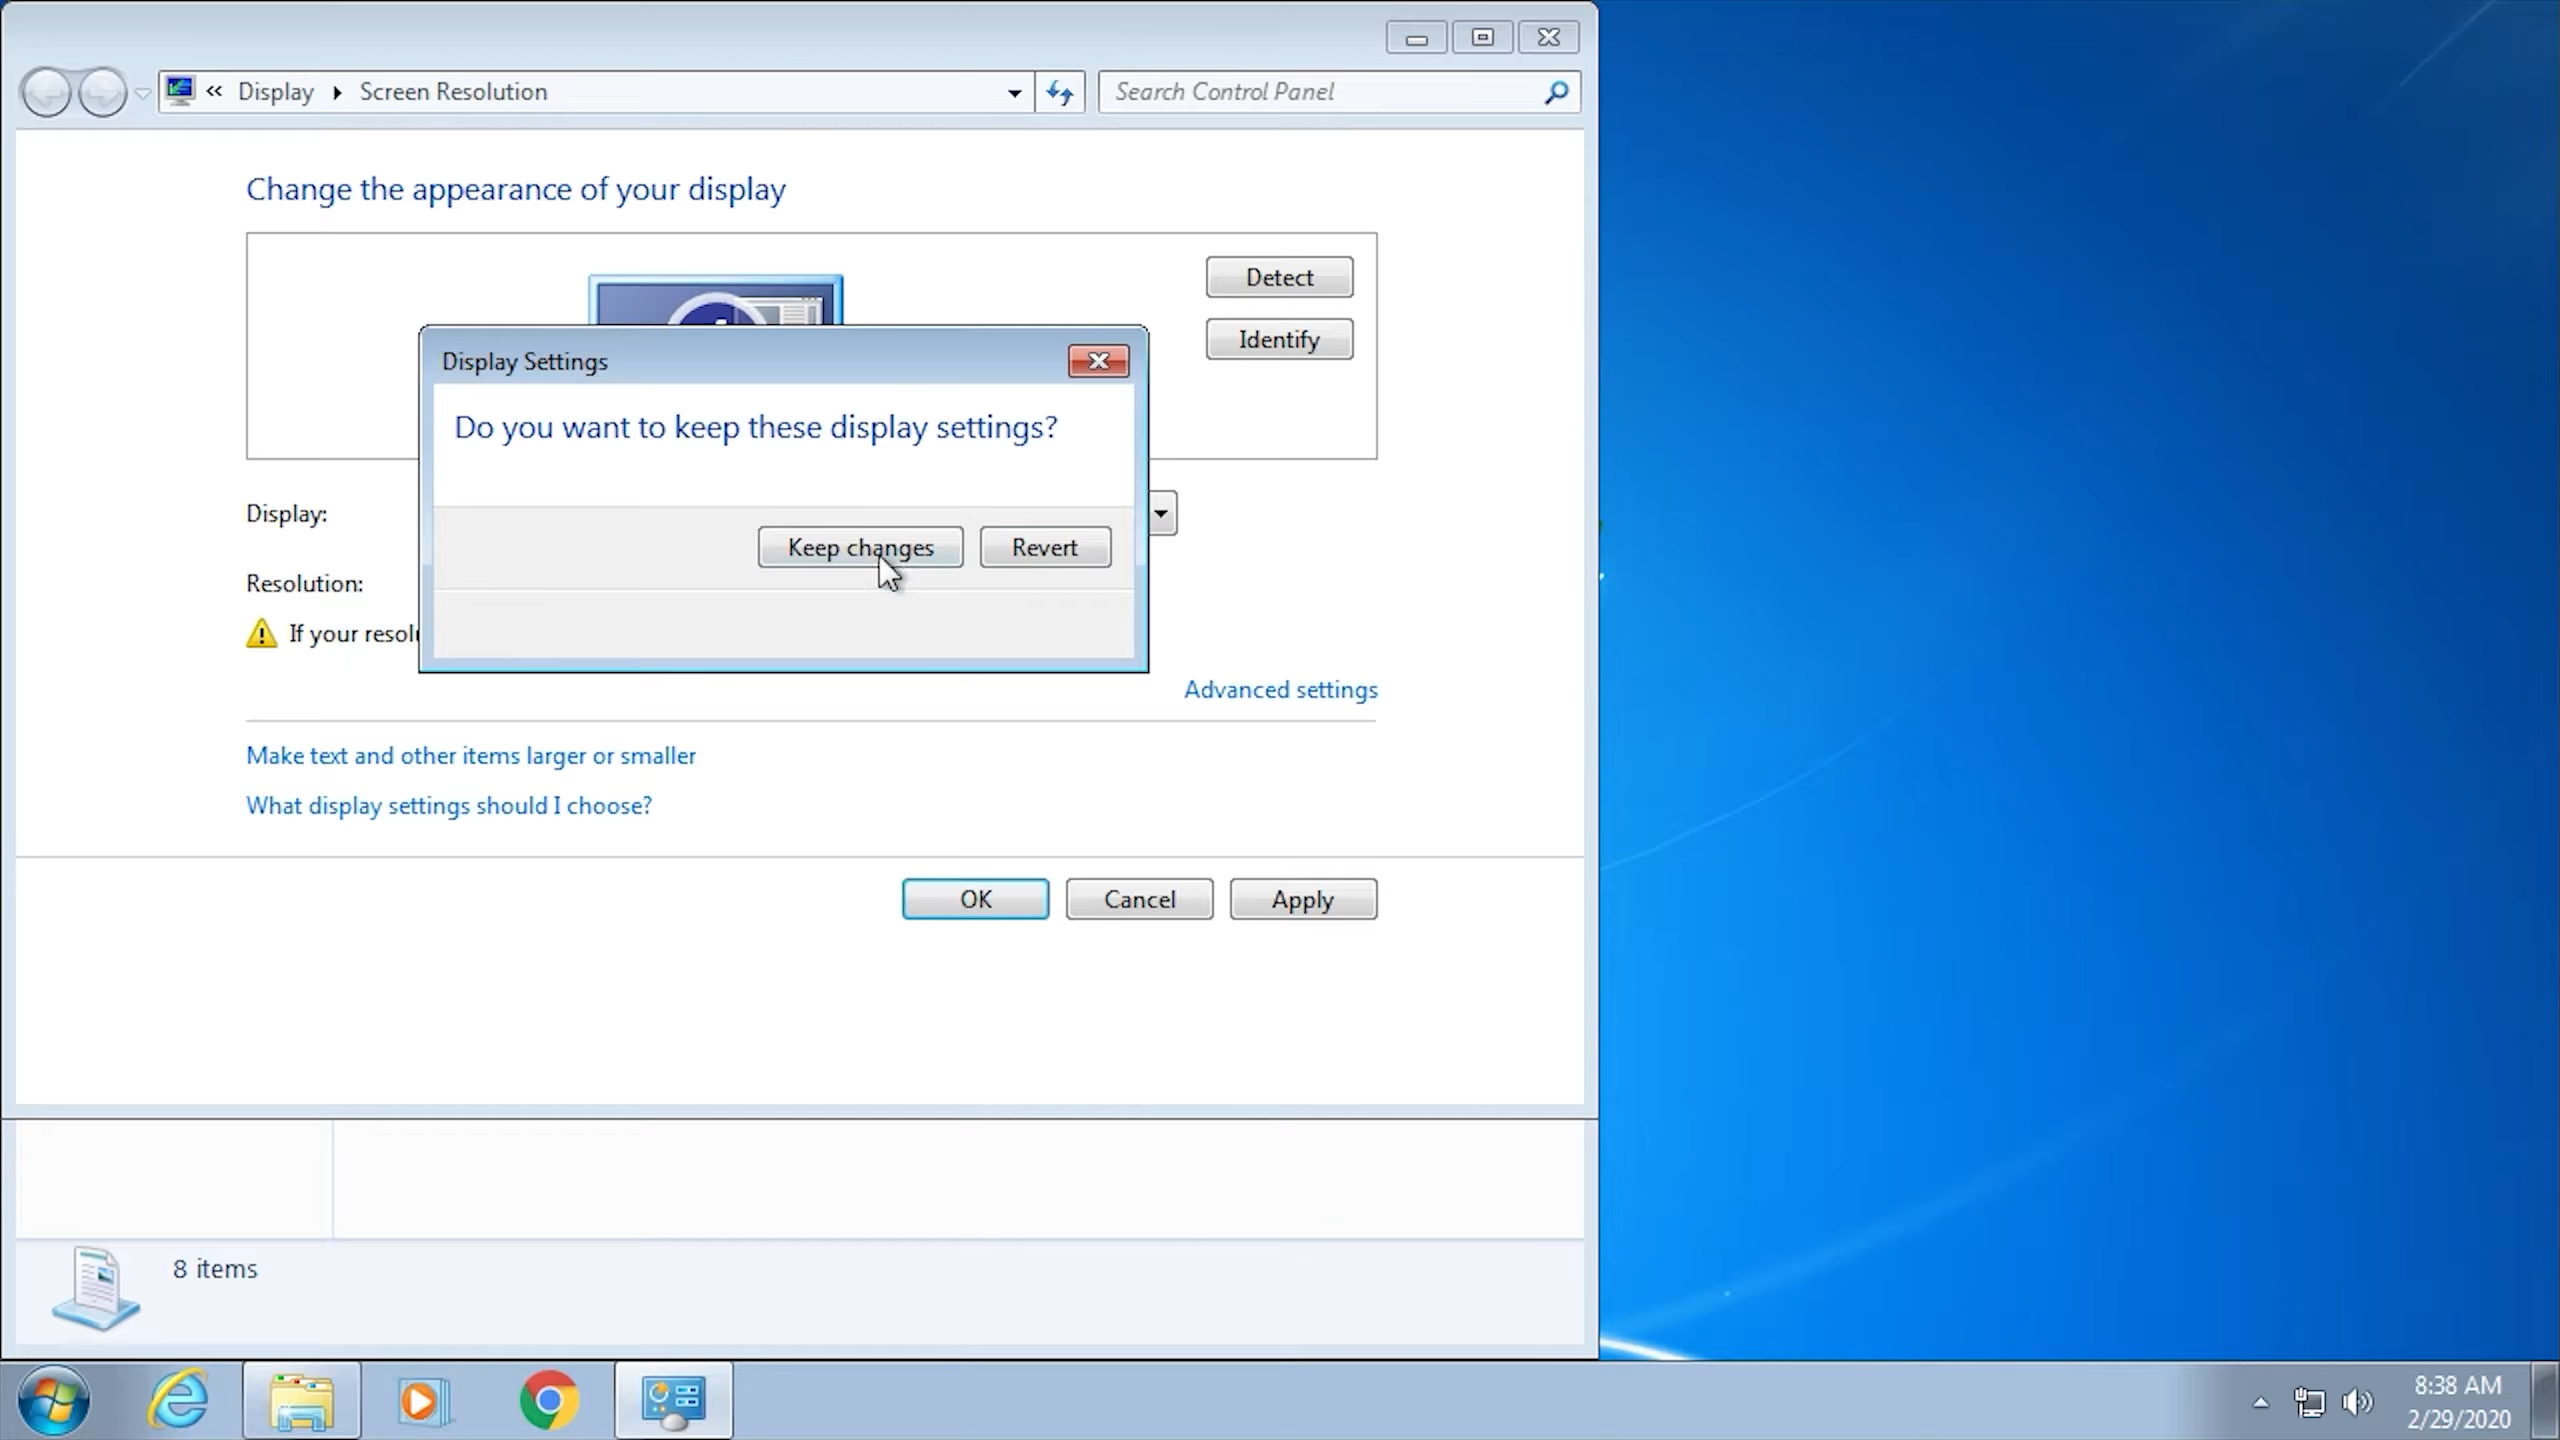 Display
Screen Resolution
Search Control Panel
Change the appearance of your display
Detect
Identify
Display Settings
Do you want to keep these display settings?
Keep changes
Revert
Display:
Resolution:
If your
Advanced settings
Make text and other items larger or smaller
What display settings should I choose?
OK
Cancel
Apply
8 items
8:38 AM
2/29/2020